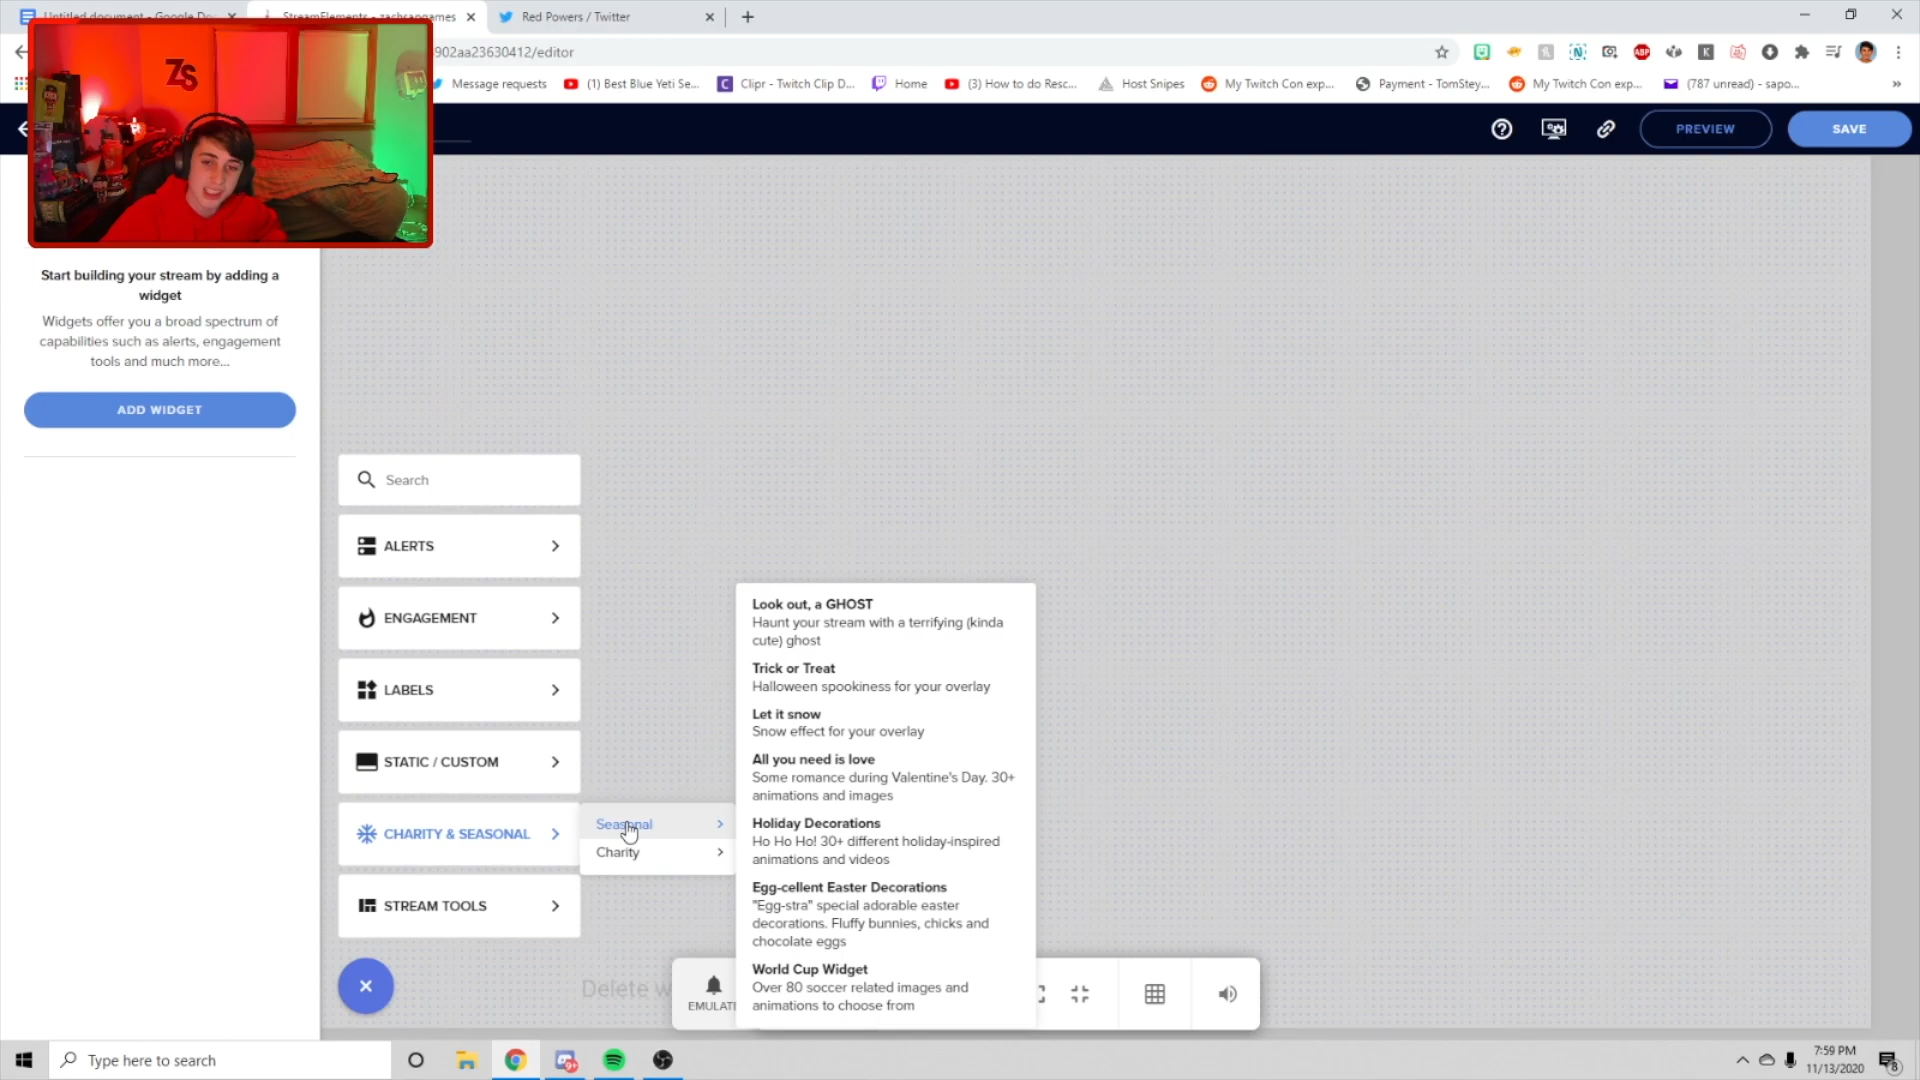 StreamElements - zachsapgames
Red Powers / Twitter
902aa23630412/editor
Message requests
(1) Best Blue Yeti Se...
Clipr - Twitch Clip D...
Home
(3) How to do Resc...
Host Snipes
My Twitch Con exp...
Payment - TomStey...
My Twitch Con exp...
(787 unread) - sapo...
»
ZS
PREVIEW
SAVE
Start building your stream by adding a
widget
Widgets offer you a broad spectrum of
capabilities such as alerts, engagement
tools and much more...
ADD WIDGET
Search
ALERTS
ENGAGEMENT
LABELS
STATIC / CUSTOM
CHARITY & SEASONAL
STREAM TOOLS
Seasonal
Charity
Look out, a GHOST
Haunt your stream with a terrifying (kinda
cute) ghost
Trick or Treat
Halloween spookiness for your overlay
Let it snow
Snow effect for your overlay
All you need is love
Some romance during Valentine's Day. 30+
animations and images
Holiday Decorations
Ho Ho Ho! 30+ different holiday-inspired
animations and videos
Egg-cellent Easter Decorations
"Egg-stra" special adorable easter
decorations. Fluffy bunnies, chicks and
chocolate eggs
World Cup Widget
Over 80 soccer related images and
animations to choose from
Delete w
EMULAT
Type here to search
7:59 PM
11/13/2020
8